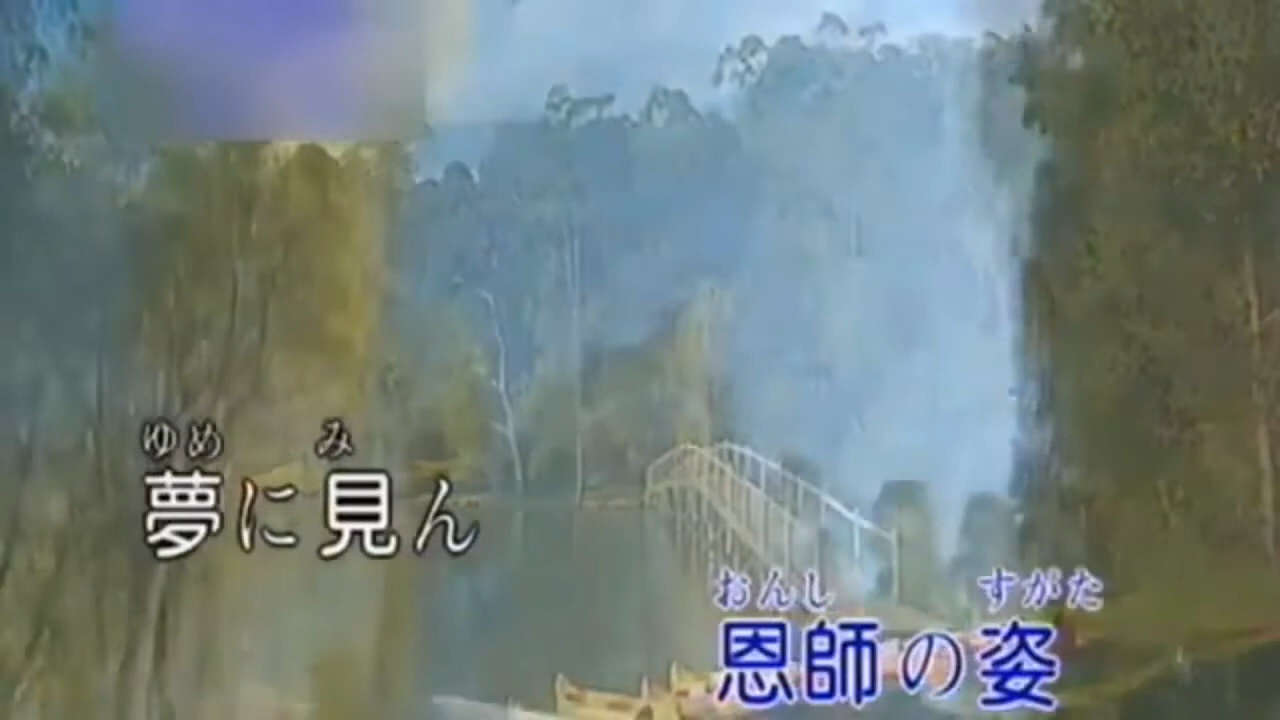 ゆめ み
夢に見ん
おんし すがた
恩師の姿